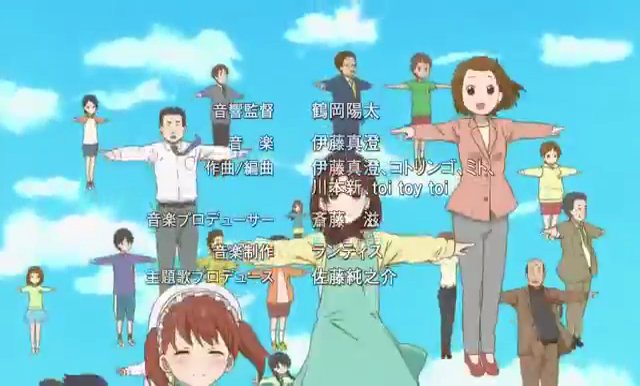 音響監督 鶴岡陽太
音 楽 伊藤真澄
作曲/編曲 伊藤真澄、コトリンゴ、ミト、
川本新、toi toy toi
音楽プロデューサー 斎藤 滋
音楽制作 ランティス
主題歌プロデュース 佐藤純之介